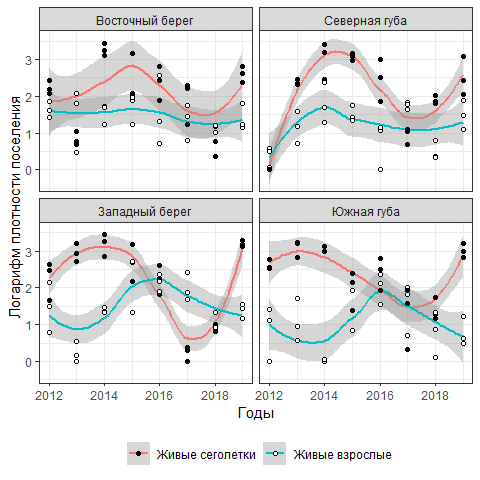 Восточный берег
Северная губа
3
2
1
0
Западный берег
Южная губа
3
2
1
0
Логарифм плотности поселения
2012 2014 2016 2018 2012 2014 2016 2018
Годы
Живые сеголетки Живые взрослые